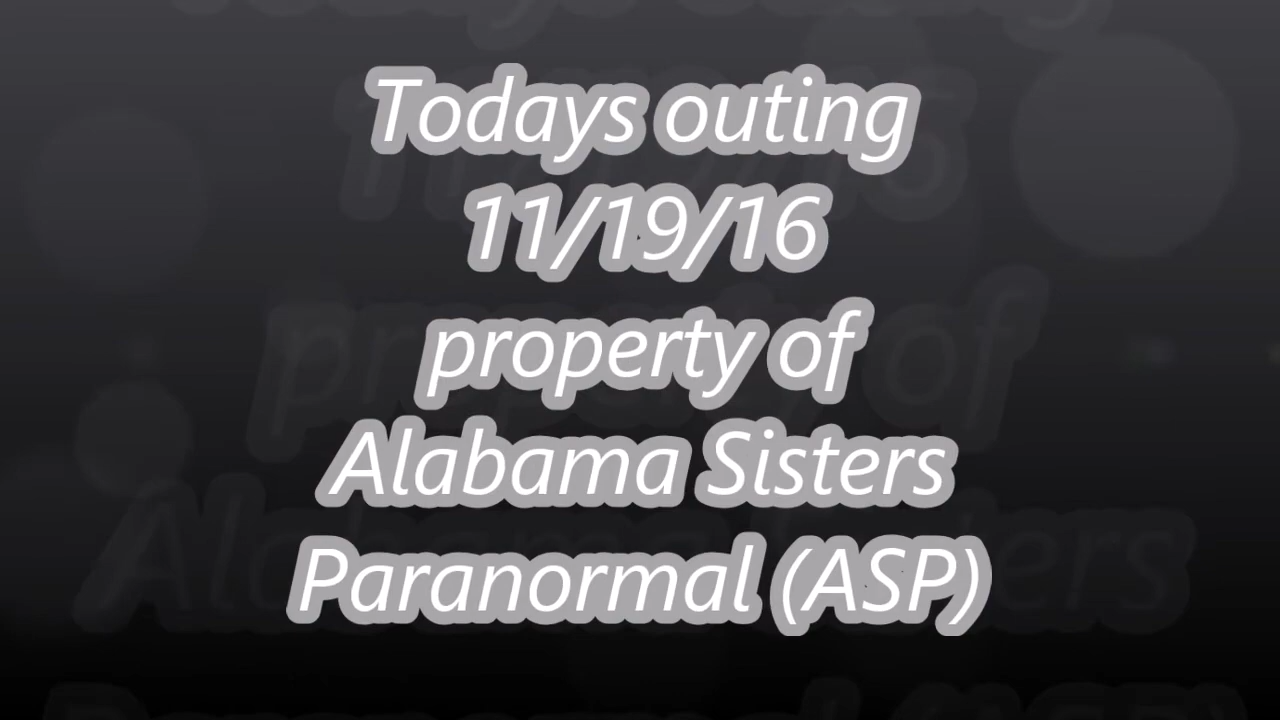 Todays outing
11/19/16
property of
Alabama Sisters
Paranormal (ASP)